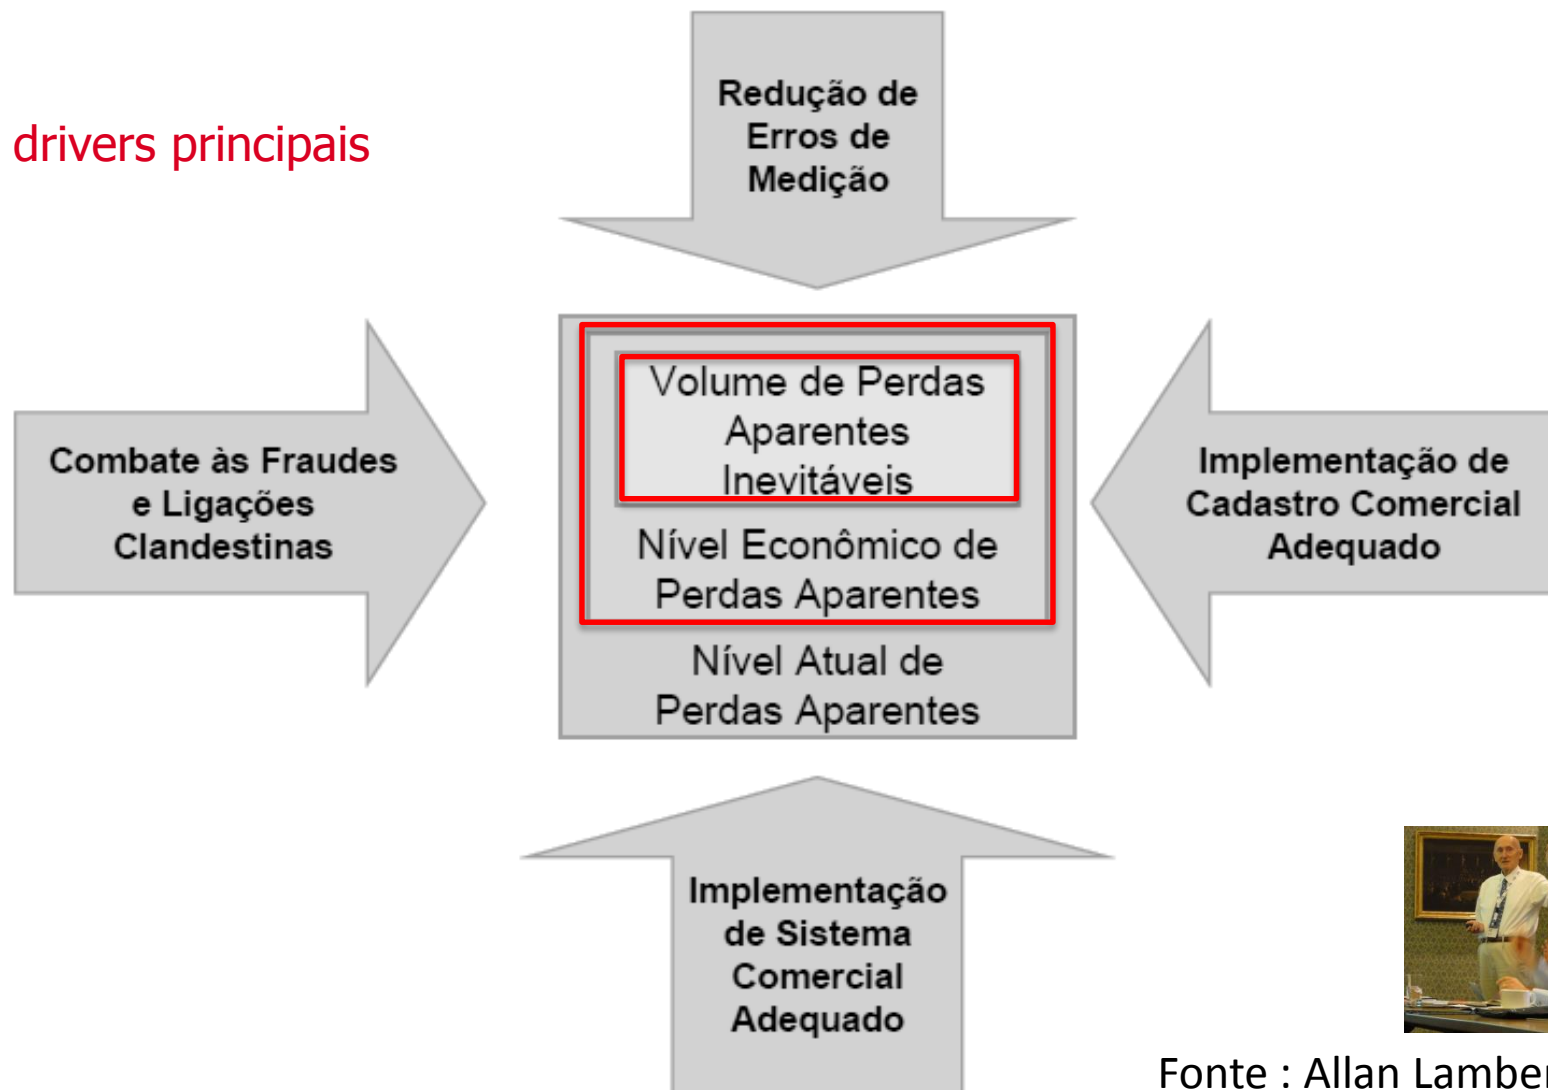 drivers principais
Redução de
Erros de
Medição
Combate às Fraudes
e Ligações
Clandestinas
Volume de Perdas
Aparentes
Inevitáveis
Nível Econômico de
Perdas Aparentes
Nível Atual de
Perdas Aparentes
Implementação de
Cadastro Comercial
Adequado
Implementação
de Sistema
Comercial
Adequado
Fonte : Allan Lamber